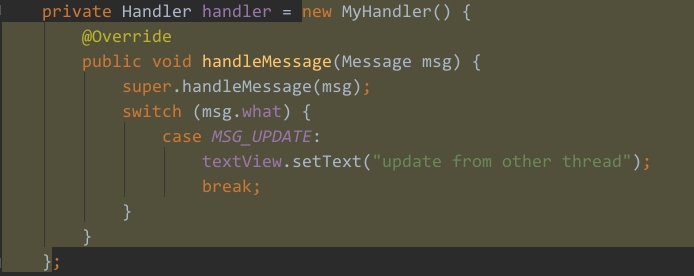 private Handler handler = new MyHandler() {
@Override
public void handleMessage(Message msg) {
super.handleMessage(msg);
switch (msg.what) {
case MSG_UPDATE:
textView.setText("update from other thread");
break;
}
}
};